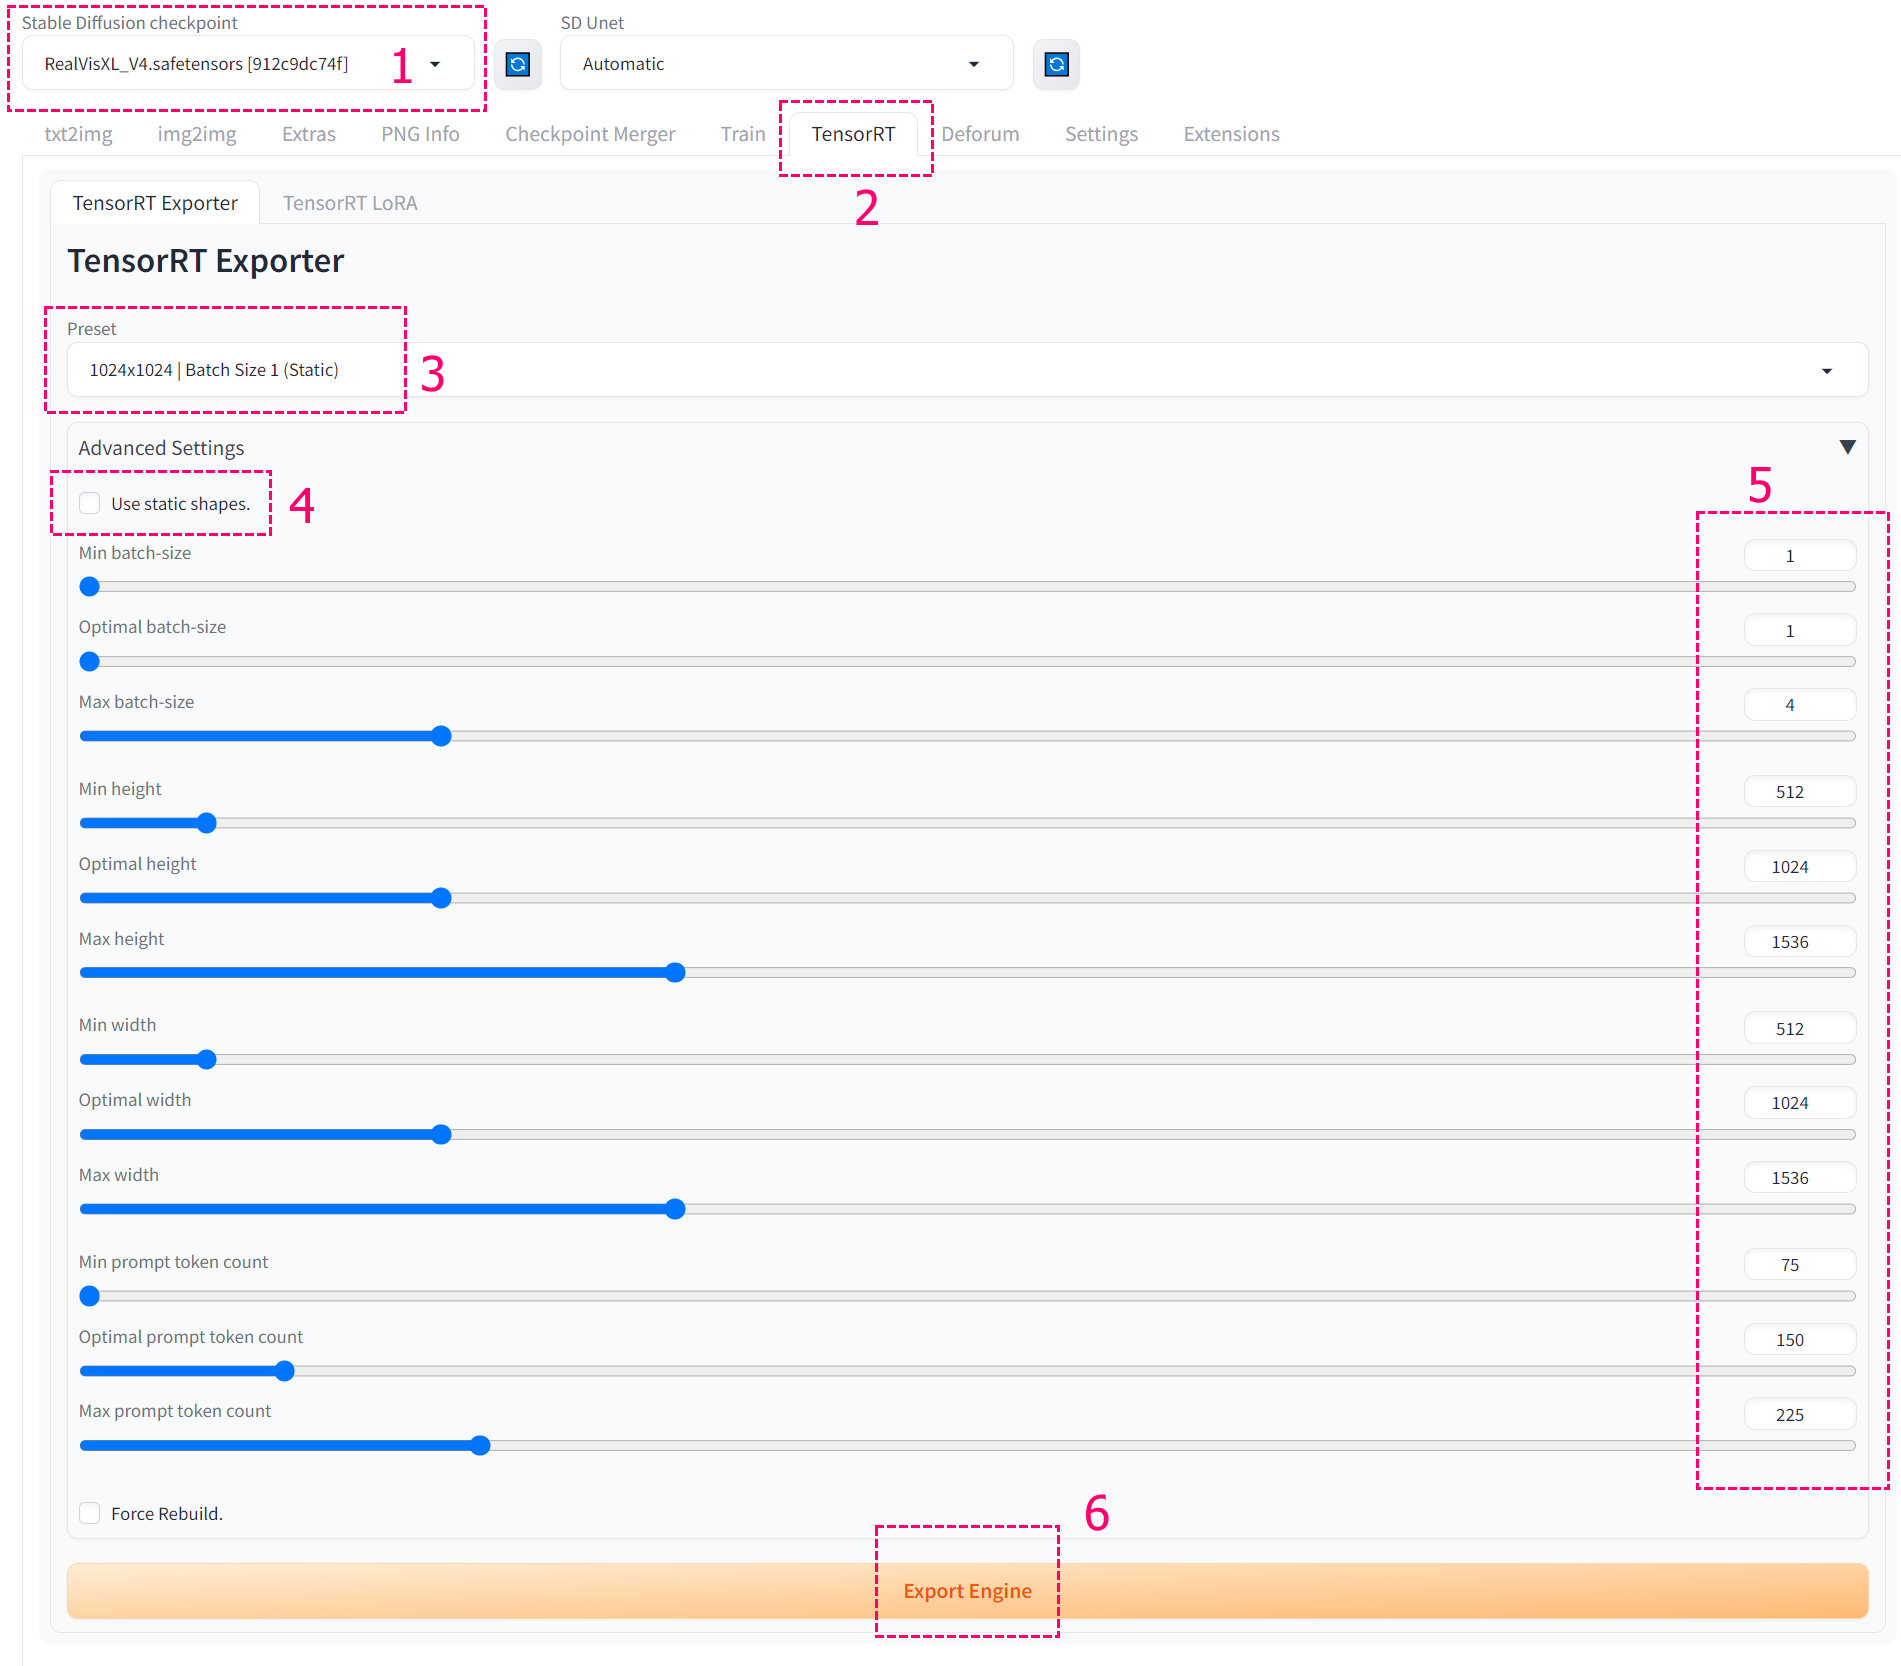 Stable Diffusion checkpoint
SD Unet
RealVisXL_V4.safetensors [912c9dc74f]
1
Automatic
txt2img img2img Extras PNG Info Checkpoint Merger Train TensorRT Deforum Settings Extensions
2
TensorRT Exporter TensorRT LoRA
TensorRT Exporter
Preset
1024x1024 | Batch Size 1 (Static)
3
Advanced Settings
▼
Use static shapes.
4
5
Min batch-size
1
Optimal batch-size
1
Max batch-size
4
Min height
512
Optimal height
1024
Max height
1536
Min width
512
Optimal width
1024
Max width
1536
Min prompt token count
75
Optimal prompt token count
150
Max prompt token count
225
Force Rebuild.
6
Export Engine